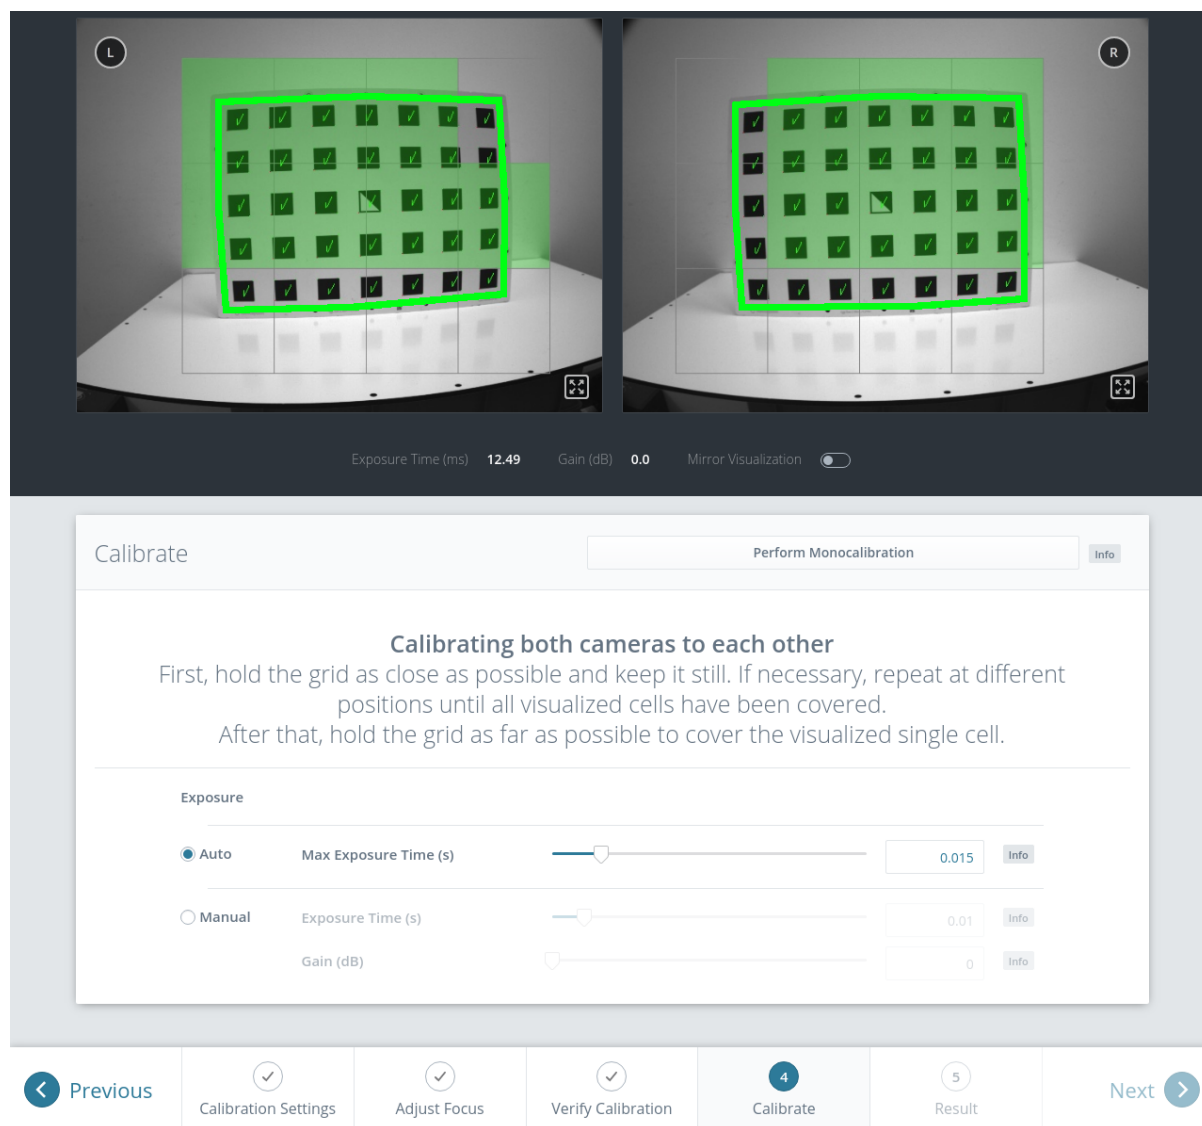 L
R
Exposure Time (ms) 12.49 Gain (dB) 0.0 Mirror Visualization
Calibrate
Perform Monocalibration
Info
Calibrating both cameras to each other
First, hold the grid as close as possible and keep it still. If necessary, repeat at different
positions until all visualized cells have been covered.
After that, hold the grid as far as possible to cover the visualized single cell.
Exposure
Auto Max Exposure Time (s) 0.015 Info
Manual Exposure Time (s) 0.01 Info
Gain (dB) 0 Info
Previous
Calibration Settings
Adjust Focus
Verify Calibration
4
Calibrate
5
Result
Next